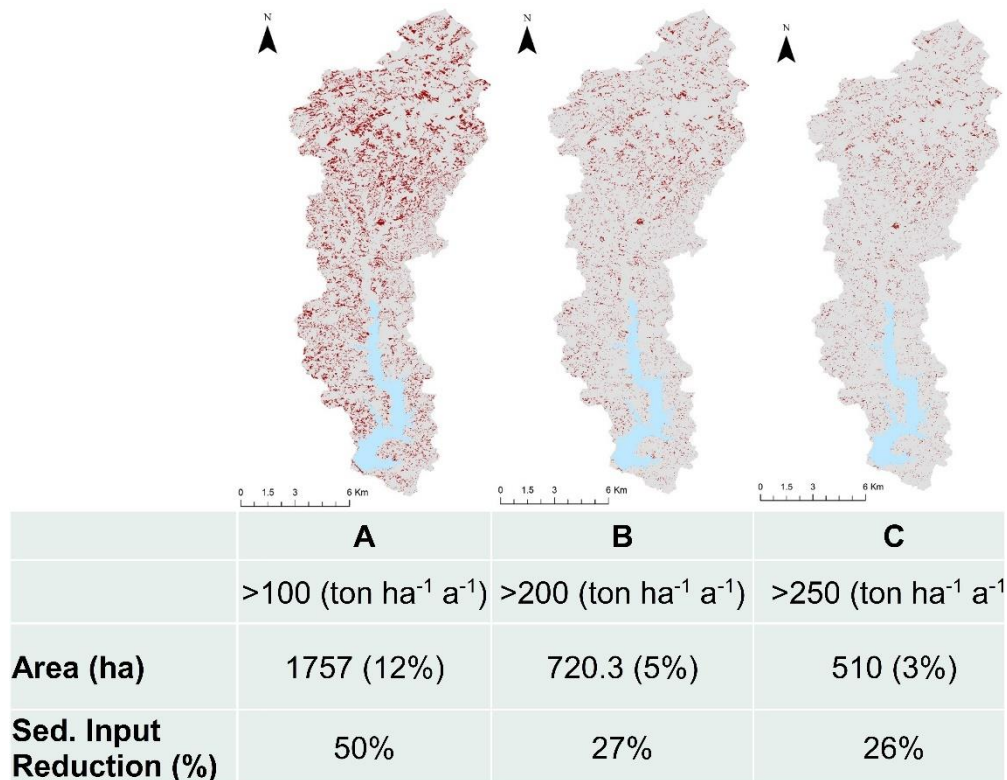 N
N
N
0 1.5 3 6 Km
0 1.5 3 6 Km
0 1.5 3 6 Km
A B C
>100 (ton ha⁻¹ a⁻¹) >200 (ton ha⁻¹ a⁻¹) >250 (ton ha⁻¹ a⁻¹
Area (ha) 1757 (12%) 720.3 (5%) 510 (3%)
Sed. Input
Reduction (%) 50% 27% 26%